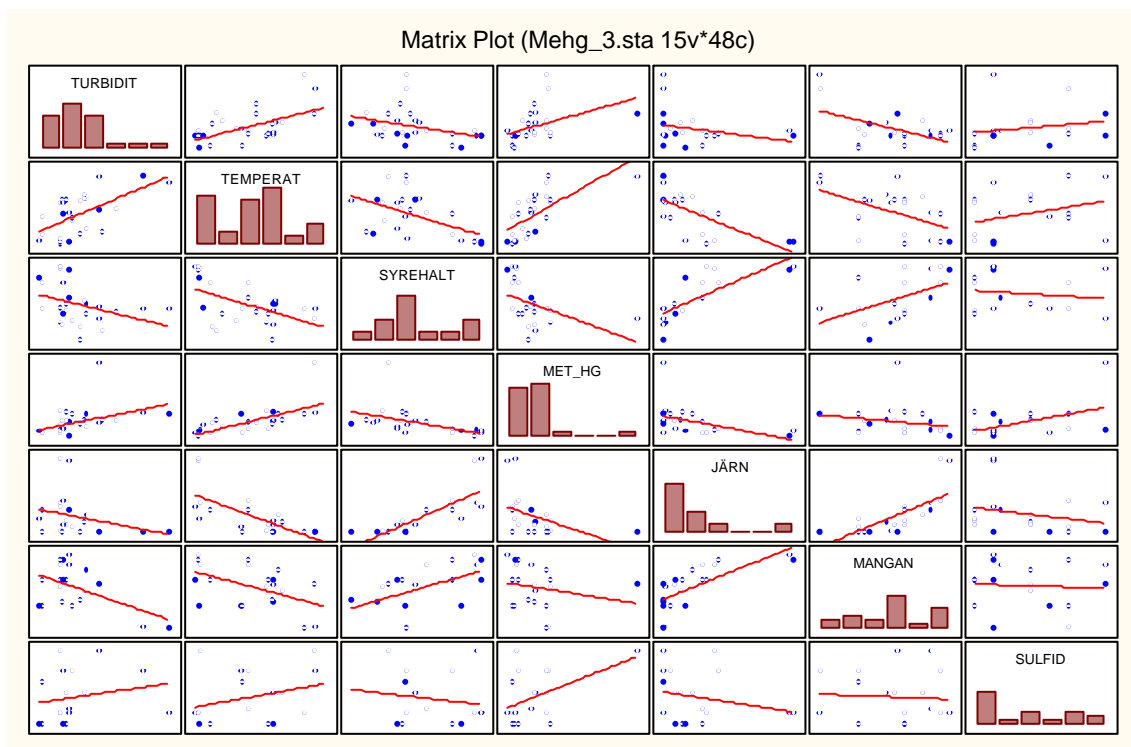 Matrix Plot (Mehg_3.sta 15v*48c)
TURBIDIT
TEMPERAT
SYREHALT
MET_HG
JÄRN
MANGAN
SULFID